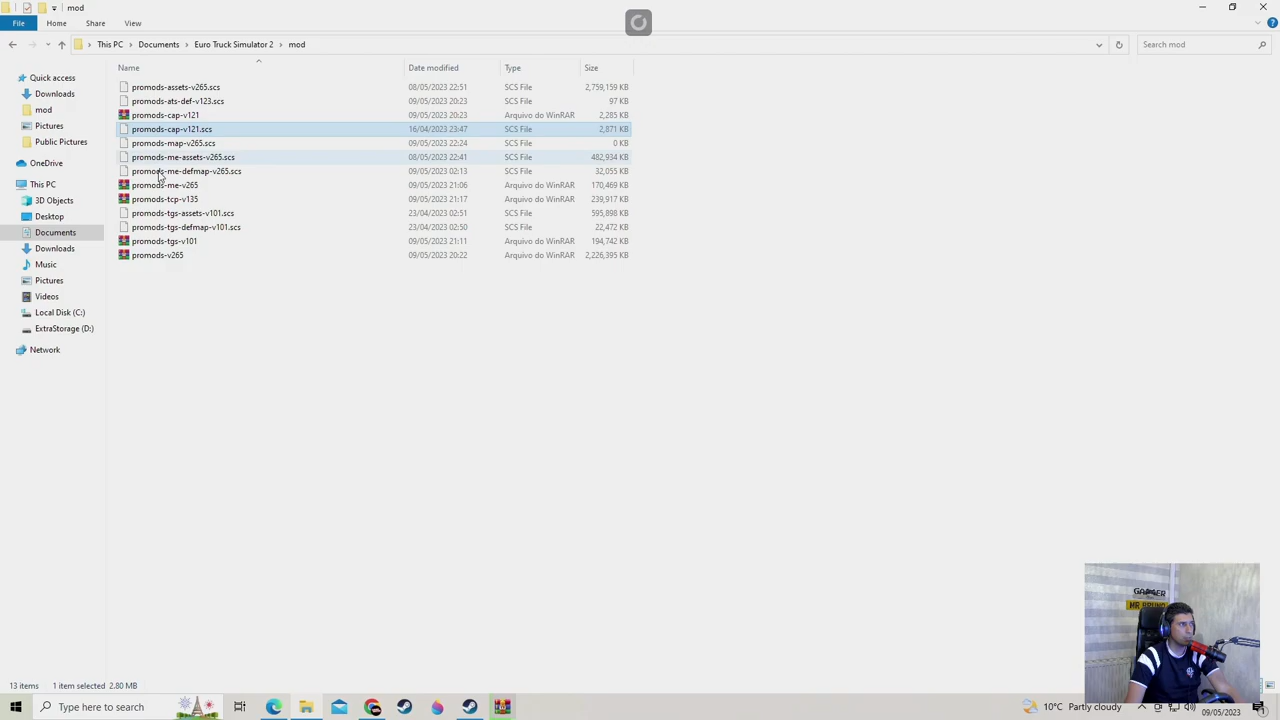 mod
File Home Share View
This PC Documents Euro Truck Simulator 2 mod Search mod
Name Date modified Type Size
Quick access
Downloads
mod
Pictures
Public Pictures
OneDrive
This PC
3D Objects
Desktop
Documents
Downloads
Music
Pictures
Videos
Local Disk (C:)
ExtraStorage (D:)
Network
promods-assets-v265.scs 08/05/2023 22:51 SCS File 2,759,159 KB
promods-ats-def-v123.scs 09/05/2023 20:23 SCS File 97 KB
promods-cap-v121 09/05/2023 20:23 Arquivo do WinRAR 2,285 KB
promods-cap-v121.scs 16/04/2023 23:47 SCS File 2,871 KB
promods-map-v265.scs 09/05/2023 22:24 SCS File 0 KB
promods-me-assets-v265.scs 08/05/2023 22:41 SCS File 482,934 KB
promods-me-defmap-v265.scs 09/05/2023 02:13 SCS File 32,055 KB
promods-me-v265 09/05/2023 21:06 Arquivo do WinRAR 170,469 KB
promods-tcp-v135 09/05/2023 21:17 Arquivo do WinRAR 239,917 KB
promods-tgs-assets-v101.scs 23/04/2023 02:51 SCS File 595,898 KB
promods-tgs-defmap-v101.scs 23/04/2023 02:50 SCS File 22,472 KB
promods-tgs-v101 09/05/2023 21:11 Arquivo do WinRAR 194,742 KB
promods-v265 09/05/2023 20:22 Arquivo do WinRAR 2,226,395 KB
MR BRUNO
13 items 1 item selected 2.80 MB
Type here to search
10°C Partly cloudy
09/05/2023